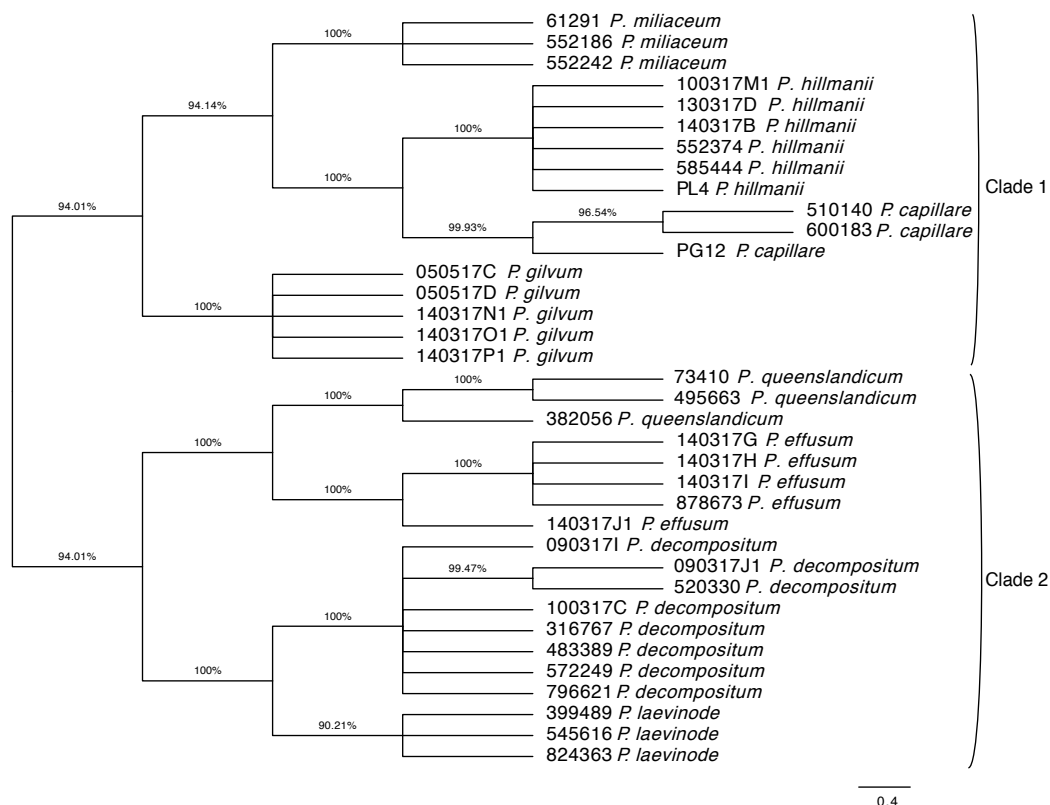 61291 P. miliaceum
100%
552186 P. miliaceum
552242 P. miliaceum
100317M1 P. hillmanii
94.14%
130317D P. hillmanii
100%
140317B P. hillmanii
552374 P. hillmanii
585444 P. hillmanii
100%
PL4 P. hillmanii
Clade 1
94.01%
96.54%
510140 P. capillare
99.93%
600183 P. capillare
PG12 P. capillare
050517C P. gilvum
050517D P. gilvum
100%
140317N1 P. gilvum
140317O1 P. gilvum
140317P1 P. gilvum
100%
73410 P. queenslandicum
495663 P. queenslandicum
100%
382056 P. queenslandicum
100%
140317G P. effusum
100%
140317H P. effusum
140317I P. effusum
100%
878673 P. effusum
140317J1 P. effusum
090317I P. decompositum
94.01%
99.47%
090317J1 P. decompositum
520330 P. decompositum
Clade 2
100317C P. decompositum
100%
316767 P. decompositum
483389 P. decompositum
100%
572249 P. decompositum
796621 P. decompositum
399489 P. laevinode
90.21%
545616 P. laevinode
824363 P. laevinode
0.4